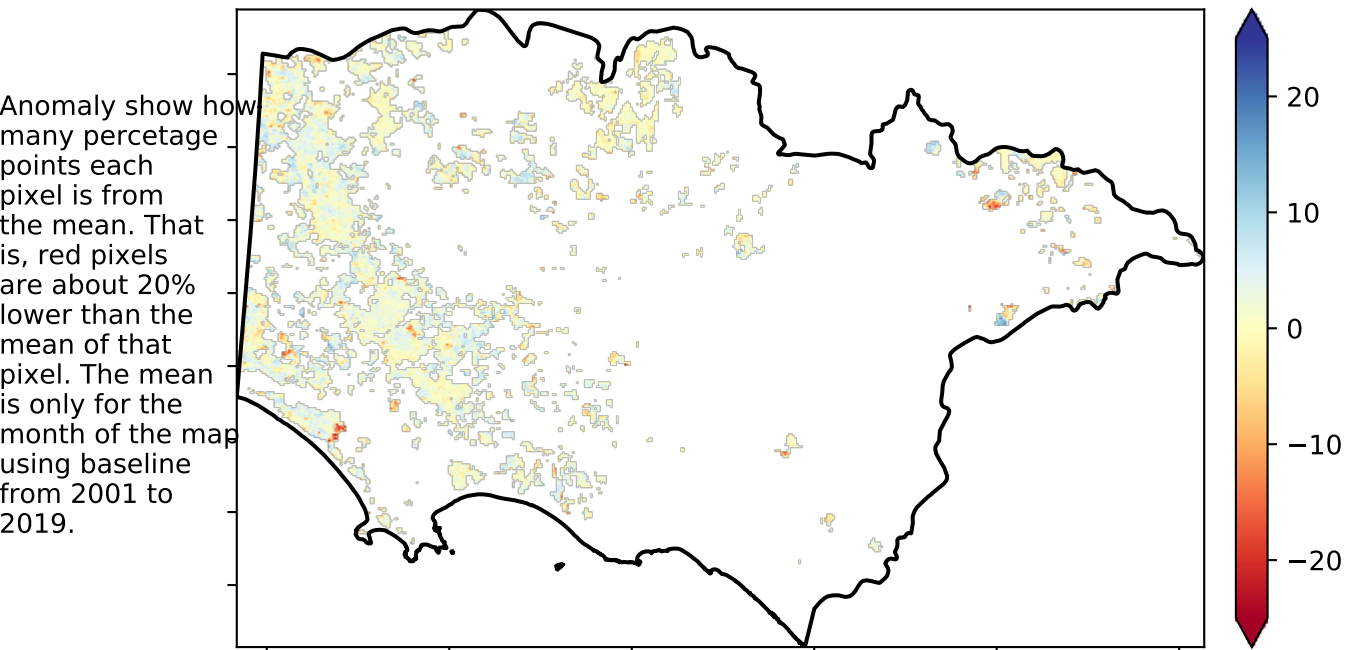 Anomaly show how
many percetage
points each
pixel is from
the mean. That
is, red pixels
are about 20%
lower than the
mean of that
pixel. The mean
is only for the
month of the map
using baseline
from 2001 to
2019.
20
10
0
−10
−20